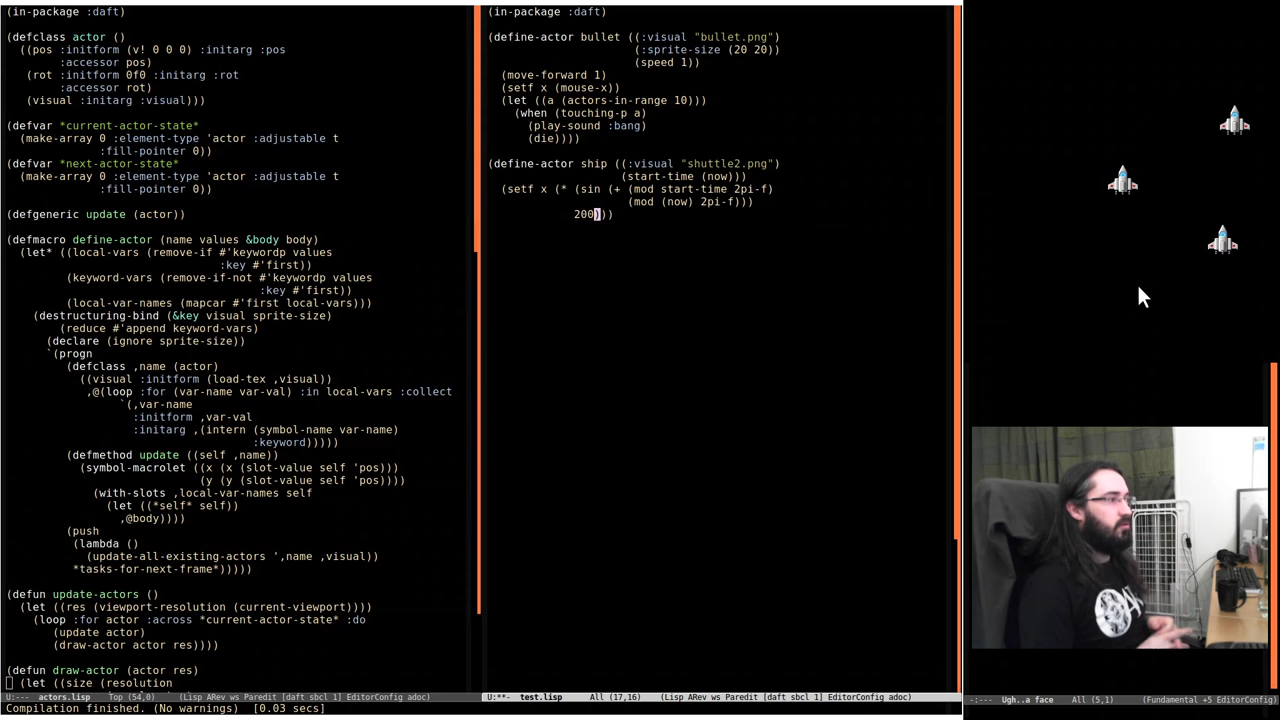 (in-package :daft)
(defclass actor ()
((pos :initform (v! 0 0 0) :initarg :pos
:accessor pos)
(rot :initform 0f0 :initarg :rot
:accessor rot)
(visual :initarg :visual)))
(defvar *current-actor-state*
(make-array 0 :element-type 'actor :adjustable t
:fill-pointer 0))
(defvar *next-actor-state*
(make-array 0 :element-type 'actor :adjustable t
:fill-pointer 0))
(defgeneric update (actor))
(defmacro define-actor (name values &body body)
(let* ((local-vars (remove-if #'keywordp values
:key #'first))
(keyword-vars (remove-if-not #'keywordp values
:key #'first))
(local-var-names (mapcar #'first local-vars)))
(destructuring-bind (&key visual sprite-size)
(reduce #'append keyword-vars)
(declare (ignore sprite-size))
`(progn
(defclass ,name (actor)
((visual :initform (load-tex ,visual))
,@(loop :for (var-name var-val) :in local-vars :collect
`(,var-name
:initform ,var-val
:initarg ,(intern (symbol-name var-name)
:keyword)))))
(defmethod update ((self ,name))
(symbol-macrolet ((x (x (slot-value self 'pos)))
(y (y (slot-value self 'pos))))
(with-slots ,local-var-names self
(let ((*self* self))
,@body))))
(push
(lambda ()
(update-all-existing-actors ',name ,visual))
*tasks-for-next-frame*)))))
(defun update-actors ()
(let ((res (viewport-resolution (current-viewport))))
(loop :for actor :across *current-actor-state* :do
(update actor)
(draw-actor actor res))))
(defun draw-actor (actor res)
(let ((size (resolution
U:--- actors.lisp Top (54,0) (Lisp ARev ws Paredit [daft sbcl 1] EditorConfig adoc)
Compilation finished. (No warnings) [0.03 secs]
(in-package :daft)
(define-actor bullet ((:visual "bullet.png")
(:sprite-size (20 20))
(speed 1))
(move-forward 1)
(setf x (mouse-x))
(let ((a (actors-in-range 10)))
(when (touching-p a)
(play-sound :bang)
(die))))
(define-actor ship ((:visual "shuttle2.png")
(start-time (now)))
(setf x (* (sin (+ (mod start-time 2pi-f)
(mod (now) 2pi-f)))
200)))
U:**- test.lisp All (17,16) (Lisp ARev ws Paredit [daft sbcl 1] EditorConfig adoc)
-:--- Ugh..a face All (5,1) (Fundamental +5 EditorConfig)